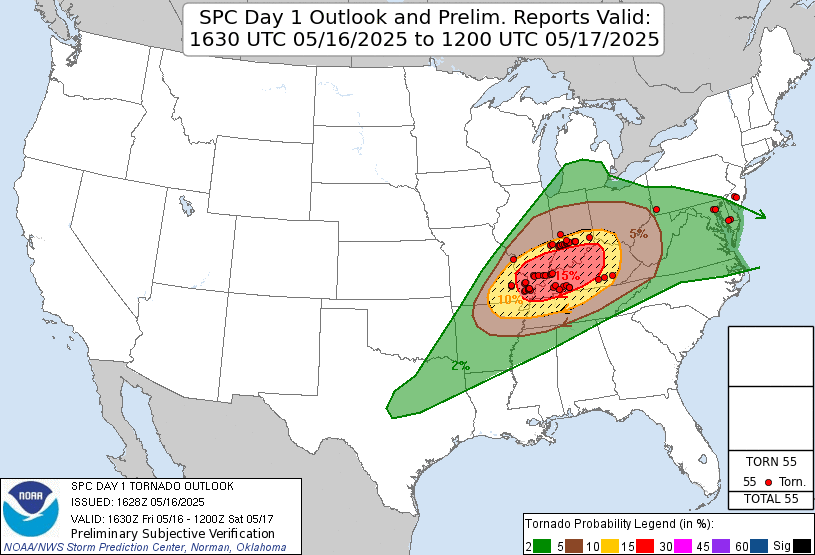 SPC Day 1 Outlook and Prelim. Reports Valid:
1630 UTC 05/16/2025 to 1200 UTC 05/17/2025
5%
15%
10%
2%
TORN 55
55 Torn.
TOTAL 55
NOAA
SPC DAY 1 TORNADO OUTLOOK
ISSUED: 1628Z 05/16/2025
VALID: 1630Z Fri 05/16 - 1200Z Sat 05/17
Preliminary Subjective Verification
NOAA/NWS Storm Prediction Center, Norman, Oklahoma
Tornado Probability Legend (in %):
2 5 10 15 30 45 60 Sig